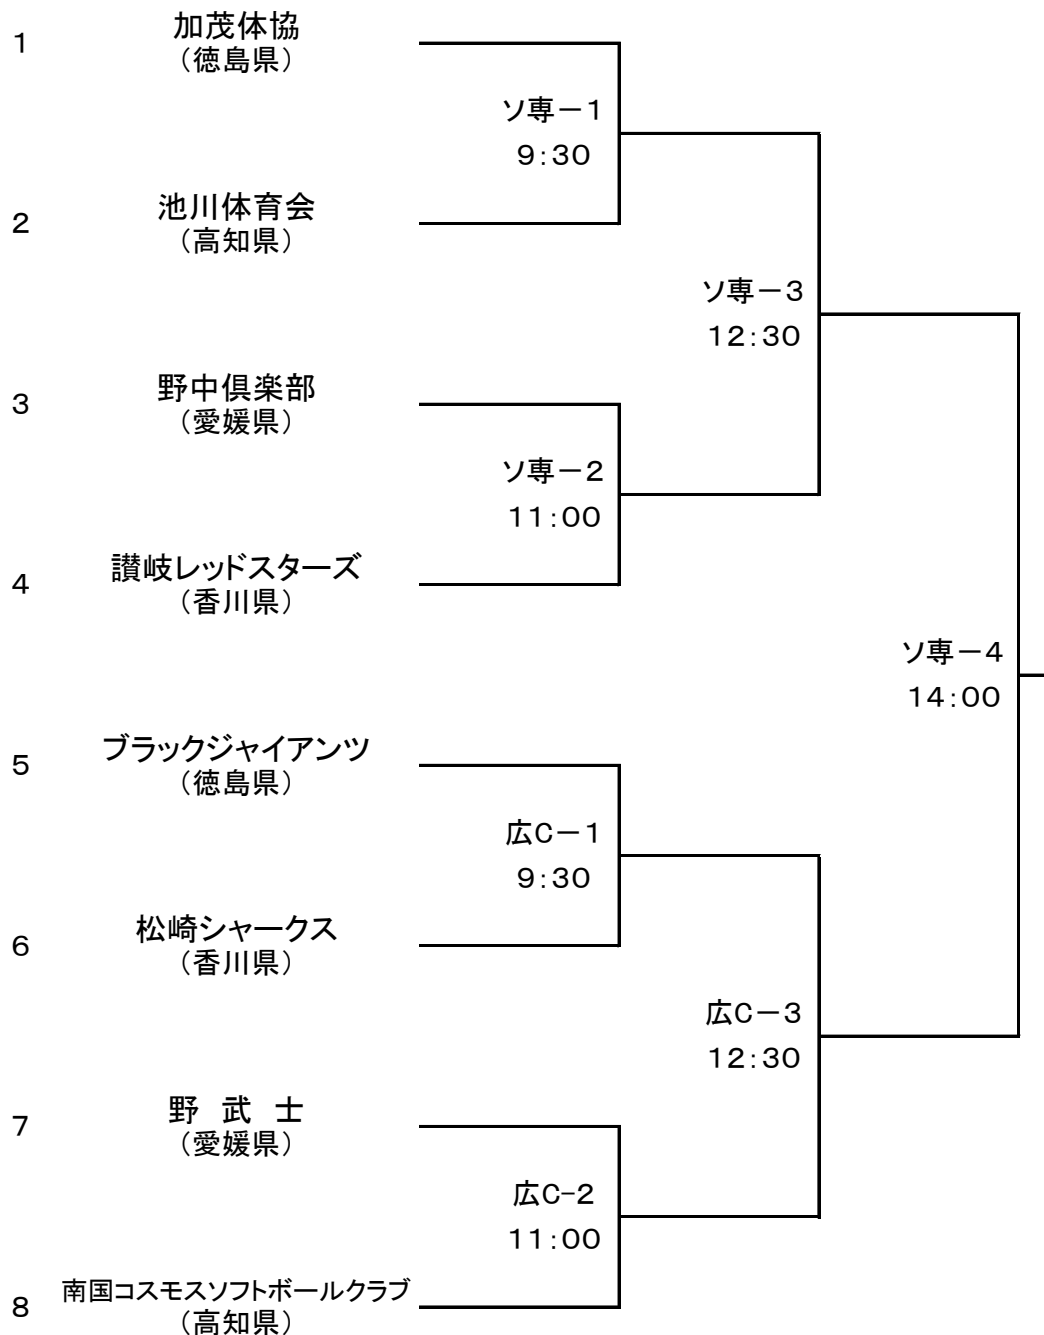 1
加茂体協
（徳島県）
ソ専－1
9:30
2
池川体育会
（高知県）
ソ専－3
12:30
3
野中倶楽部
（愛媛県）
ソ専－2
11:00
4
讃岐レッドスターズ
（香川県）
ソ専－4
14:00
5
ブラックジャイアンツ
（徳島県）
広C－1
9:30
6
松崎シャークス
（香川県）
広C－3
12:30
7
野　武　士
（愛媛県）
広C-2
11:00
8
南国コスモスソフトボールクラブ
（高知県）